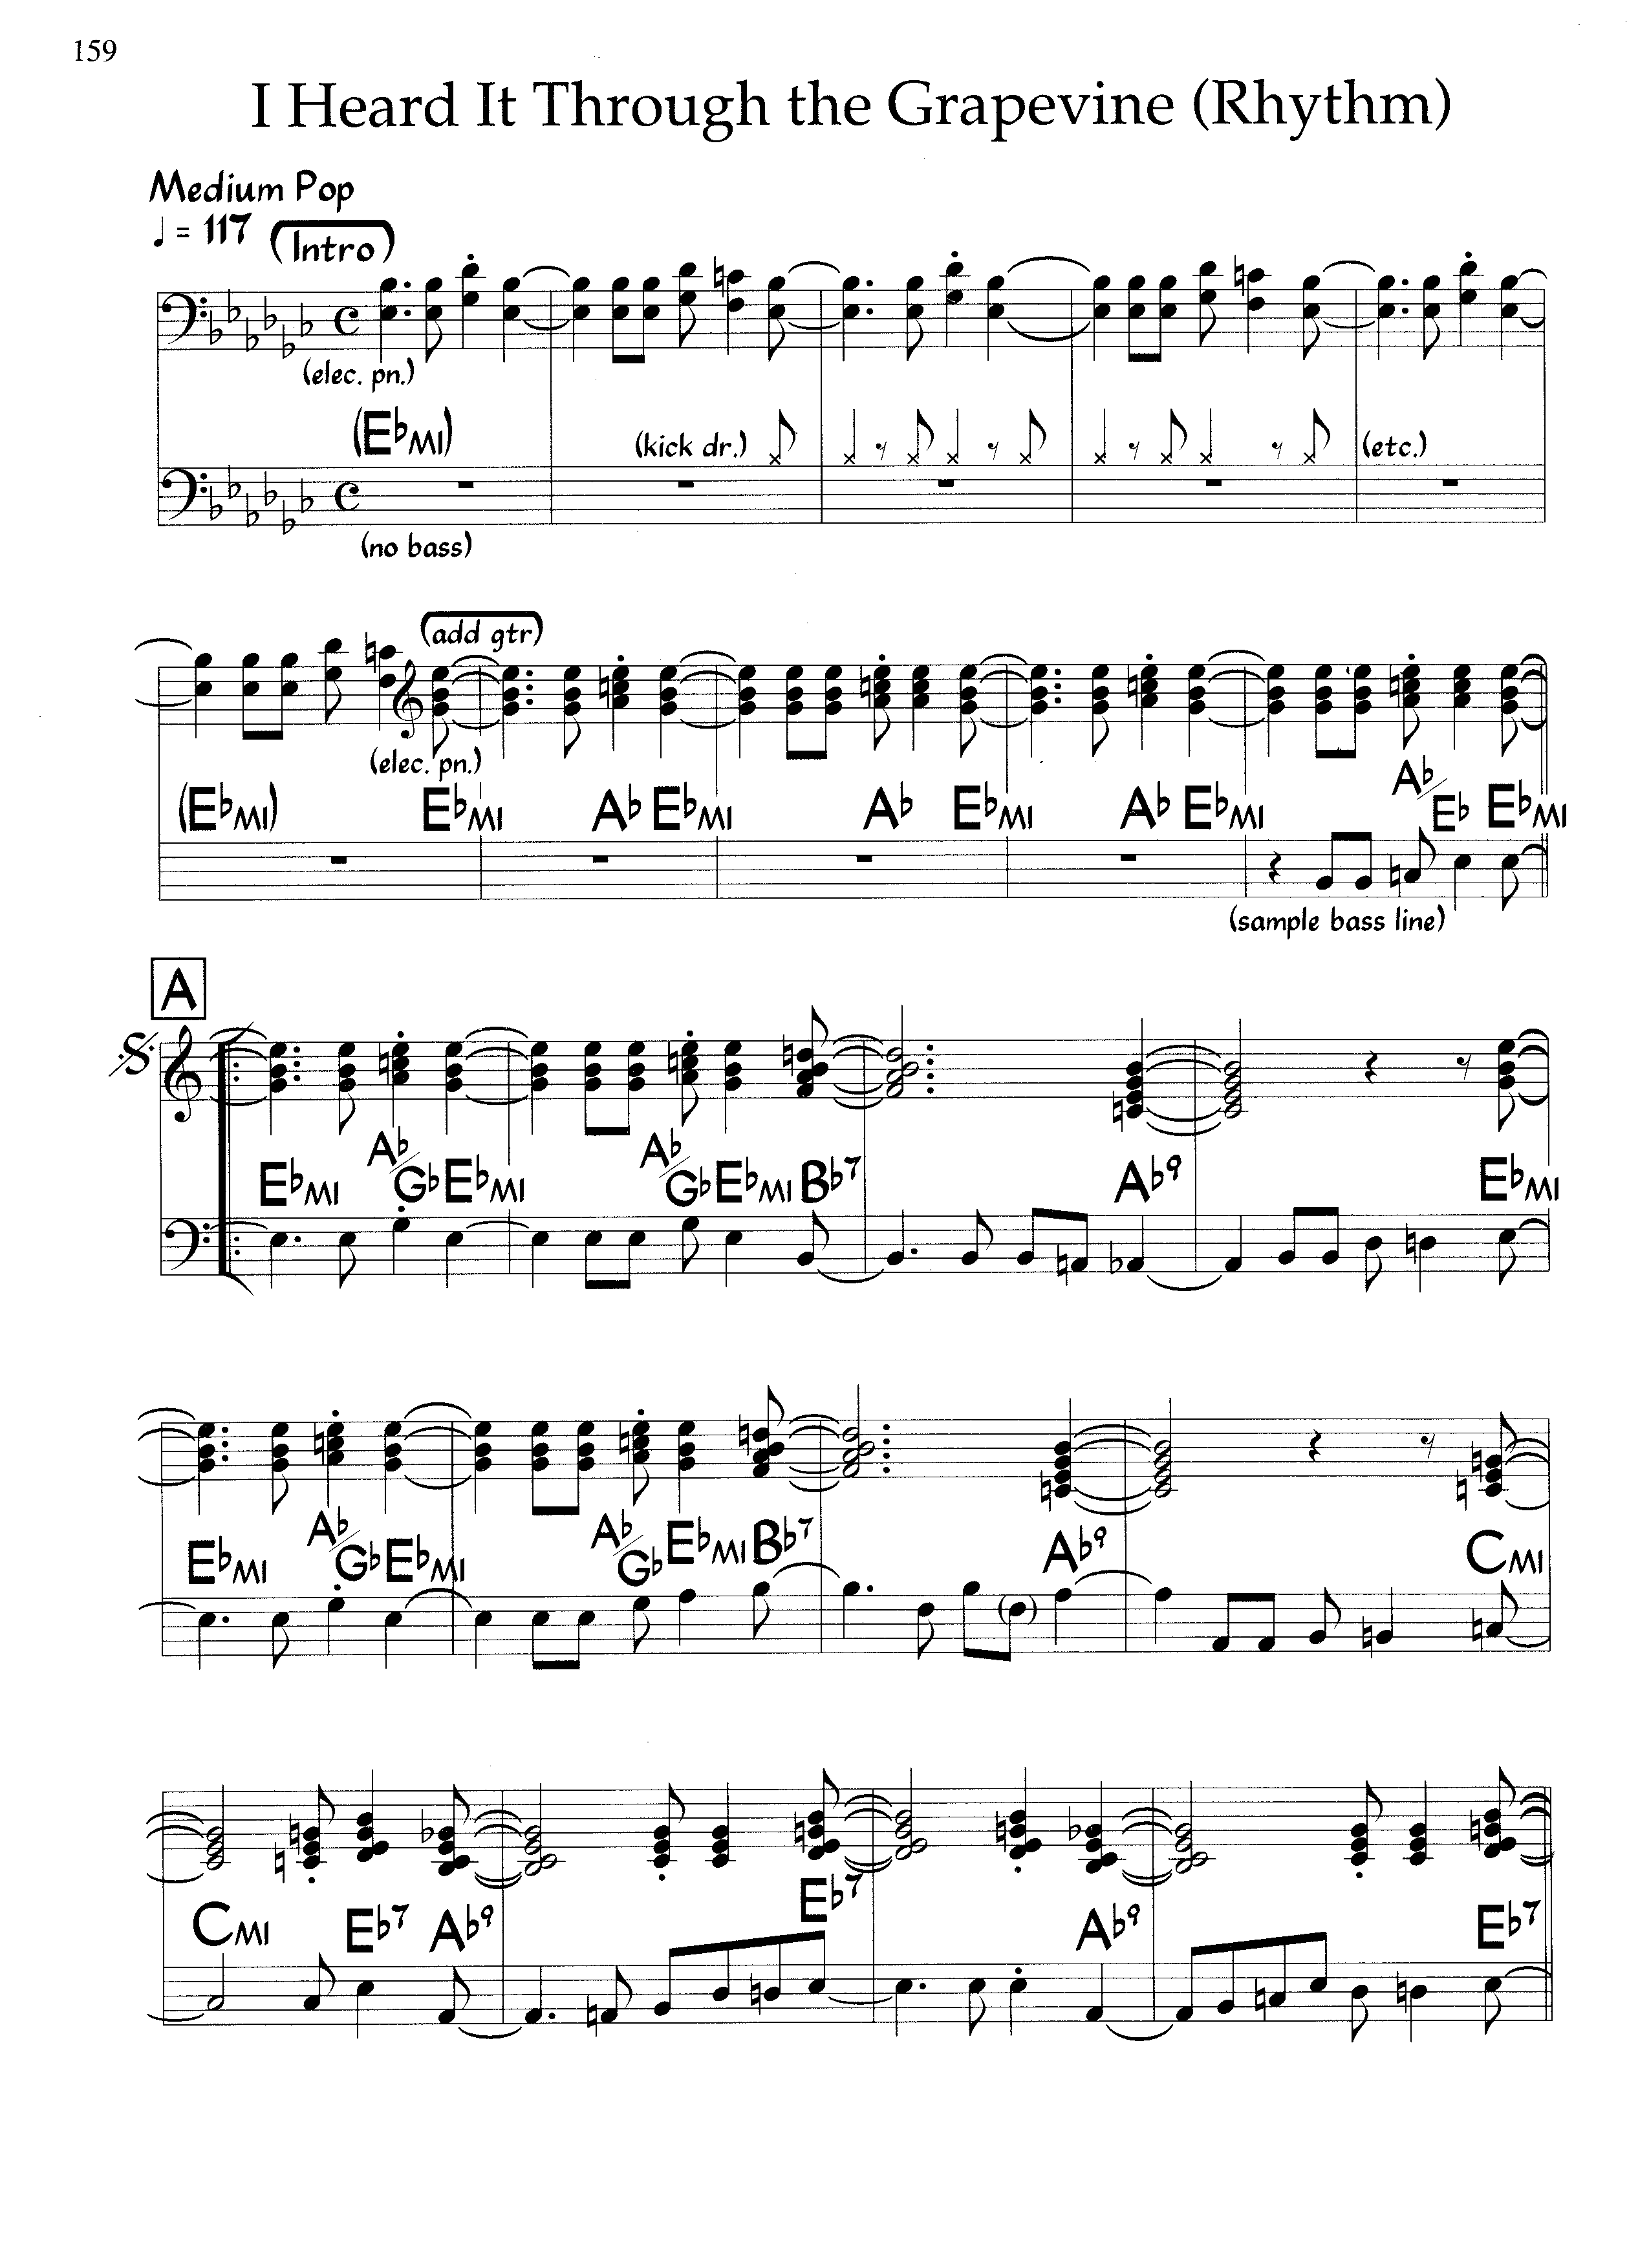 159
I Heard It Through the Grapevine (Rhythm)
Medium Pop
♩ = 117
(Intro)
(elec. pn.)
(E♭MI)
(kick dr.)
(etc.)
(no bass)
(add gtr)
(elec. pn.)
(E♭MI) E♭MI A♭ E♭MI A♭ E♭MI A♭ E♭MI A♭/E♭ E♭MI
(sample bass line)
A
E♭MI A♭/G♭ E♭MI A♭/G♭ E♭MI B♭7 A♭9 E♭MI
E♭MI A♭/G♭ E♭MI A♭/G♭ E♭MI B♭7 A♭9 CMI
CMI E♭7 A♭9 E♭7 A♭9 E♭7